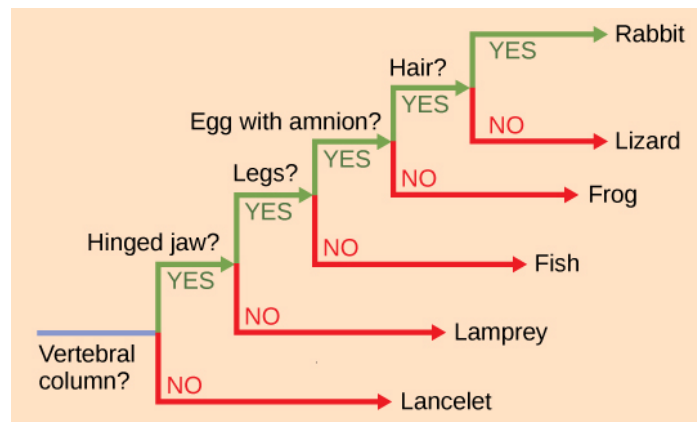 Rabbit
YES
Hair?
YES
NO
Lizard
Egg with amnion?
YES
NO
Frog
Legs?
YES
NO
Fish
Hinged jaw?
YES
NO
Lamprey
Vertebral
column?
NO
Lancelet